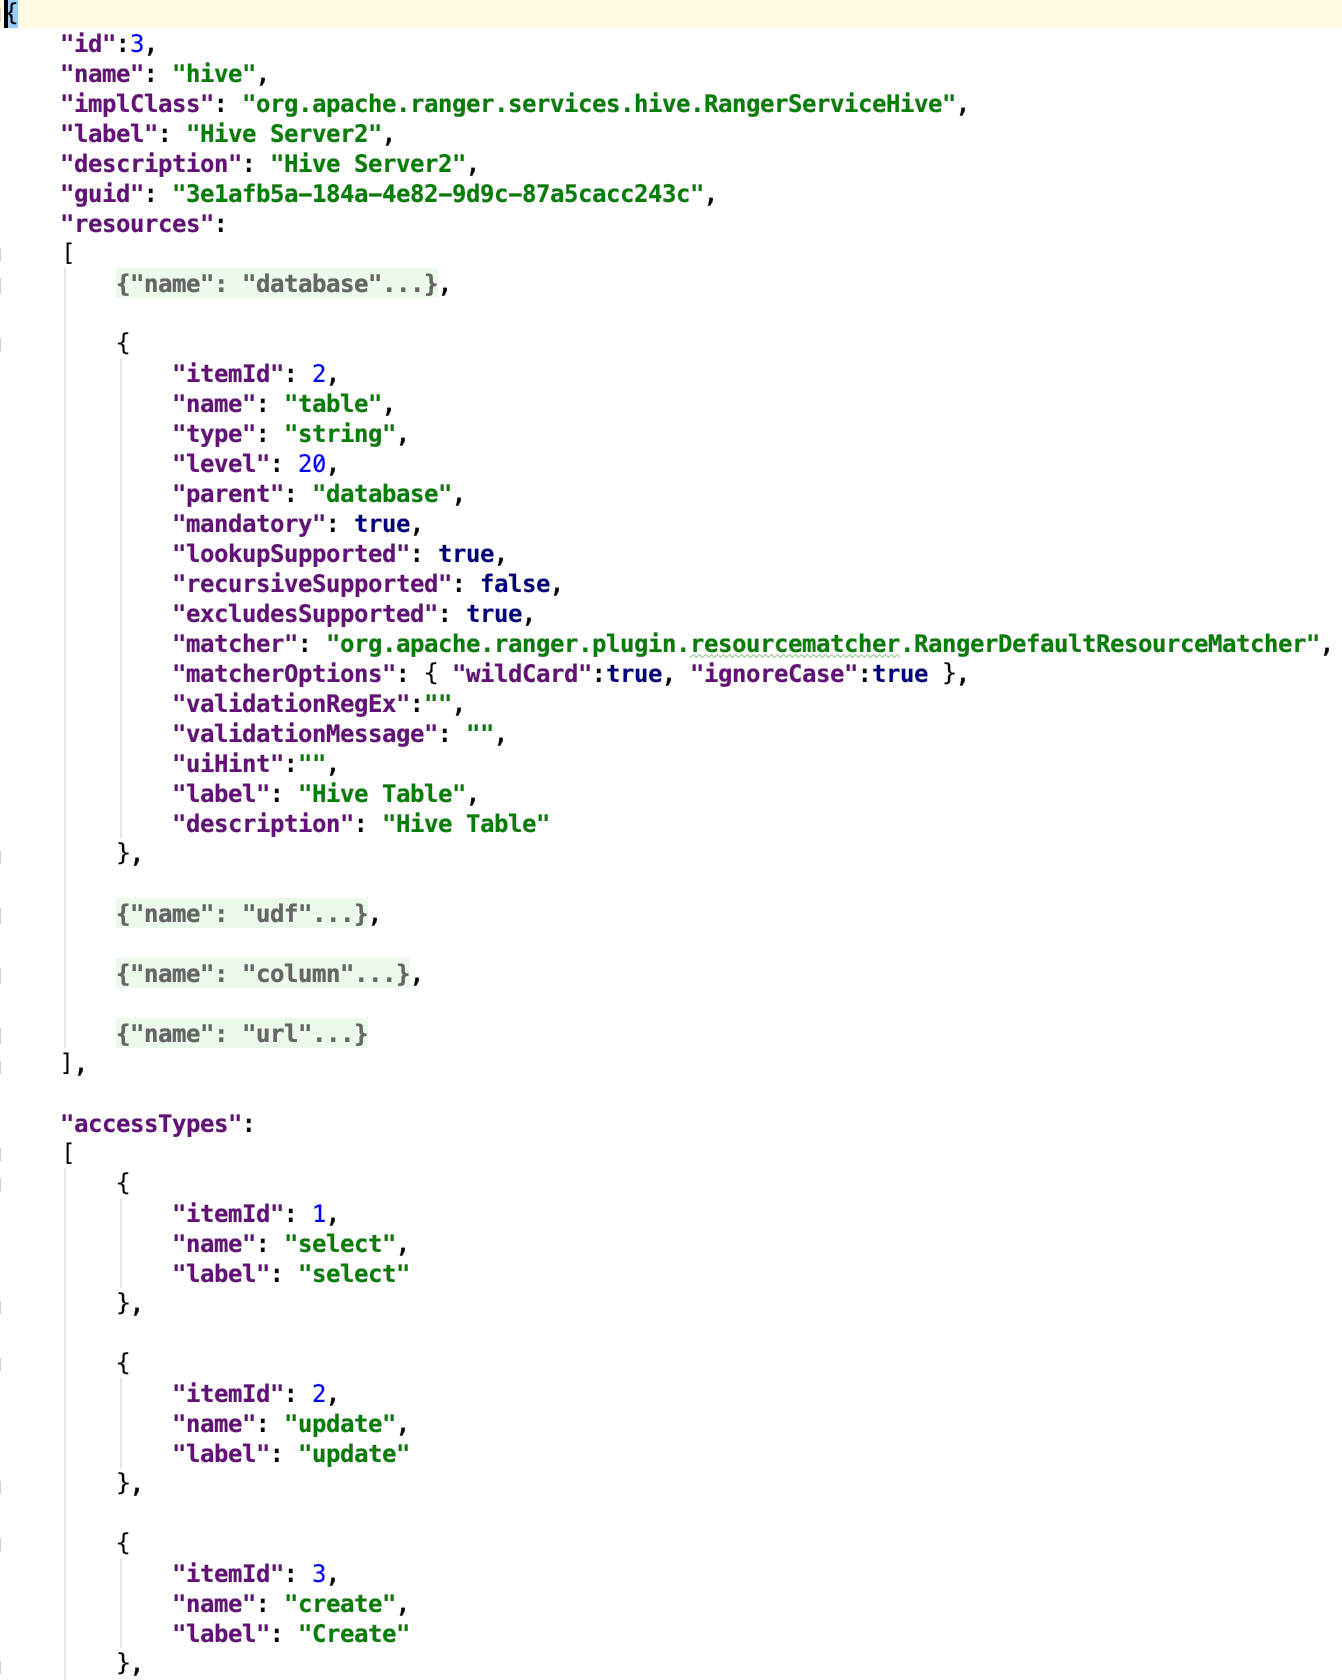 {
"id":3,
"name": "hive",
"implClass": "org.apache.ranger.services.hive.RangerServiceHive",
"label": "Hive Server2",
"description": "Hive Server2",
"guid": "3e1afb5a-184a-4e82-9d9c-87a5cacc243c",
"resources":
[
{"name": "database"...},
{
"itemId": 2,
"name": "table",
"type": "string",
"level": 20,
"parent": "database",
"mandatory": true,
"lookupSupported": true,
"recursiveSupported": false,
"excludesSupported": true,
"matcher": "org.apache.ranger.plugin.resourcematcher.RangerDefaultResourceMatcher",
"matcherOptions": { "wildCard":true, "ignoreCase":true },
"validationRegEx":"",
"validationMessage": "",
"uiHint":"",
"label": "Hive Table",
"description": "Hive Table"
},
{"name": "udf"...},
{"name": "column"...},
{"name": "url"...}
],
"accessTypes":
[
{
"itemId": 1,
"name": "select",
"label": "select"
},
{
"itemId": 2,
"name": "update",
"label": "update"
},
{
"itemId": 3,
"name": "create",
"label": "Create"
},